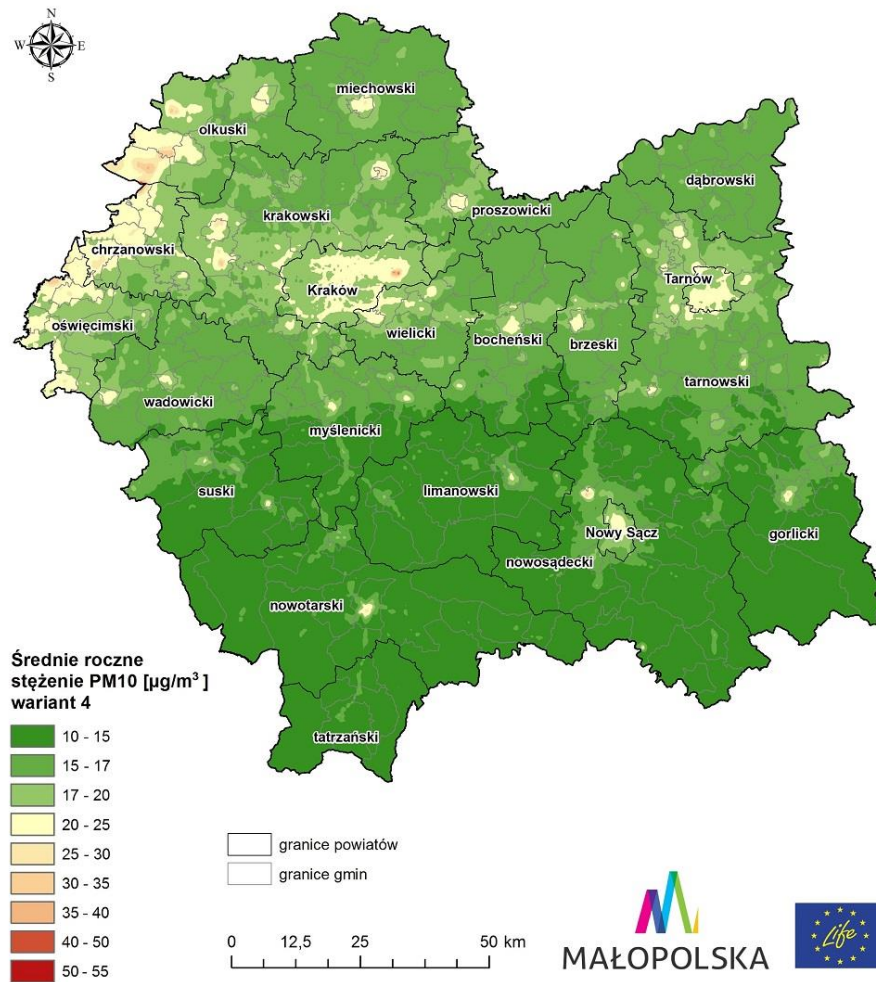 N
W E
S
miechowski
olkuski
dąbrowski
krakowski
proszowicki
chrzanowski
Tarnów
Kraków
oświęcimski
wielicki
bocheński
brzeski
tarnowski
wadowicki
myślenicki
suski
limanowski
Nowy Sącz
gorlicki
nowosądecki
nowotarski
tatrzański
Średnie roczne
stężenie PM10 [µg/m³ ]
wariant 4
10 - 15
15 - 17
17 - 20
20 - 25
25 - 30
30 - 35
35 - 40
40 - 50
50 - 55
granice powiatów
granice gmin
0 12,5 25 50 km
MAŁOPOLSKA
Life